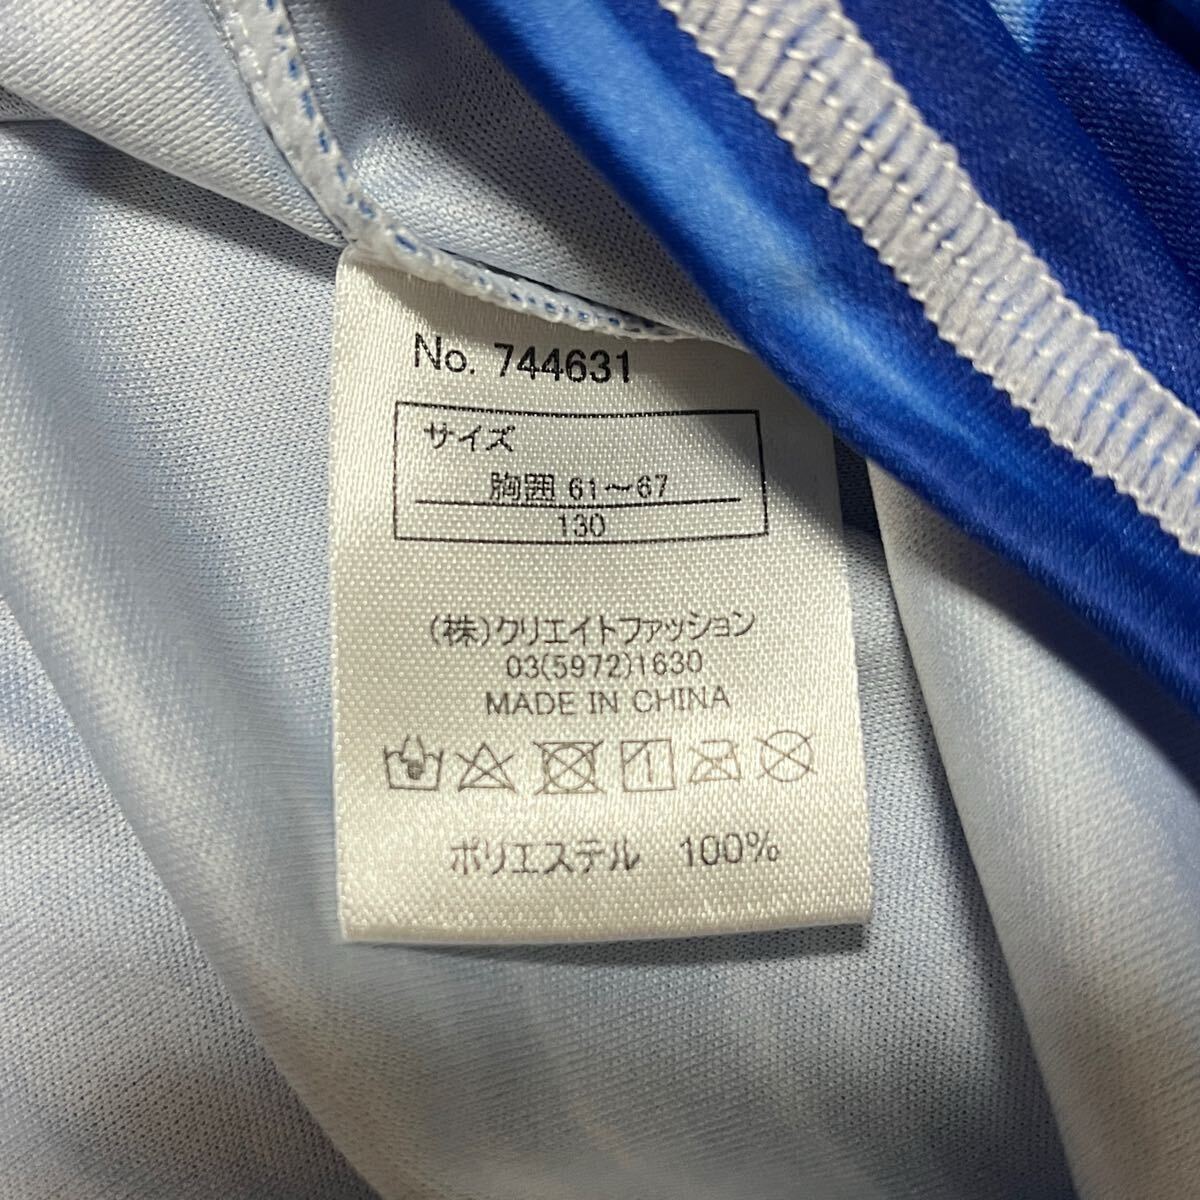 No. 744631
サイズ
胸囲 61～67
130
(株)クリエイトファッション
03(5972)1630
MADE IN CHINA
ポリエステル 100%